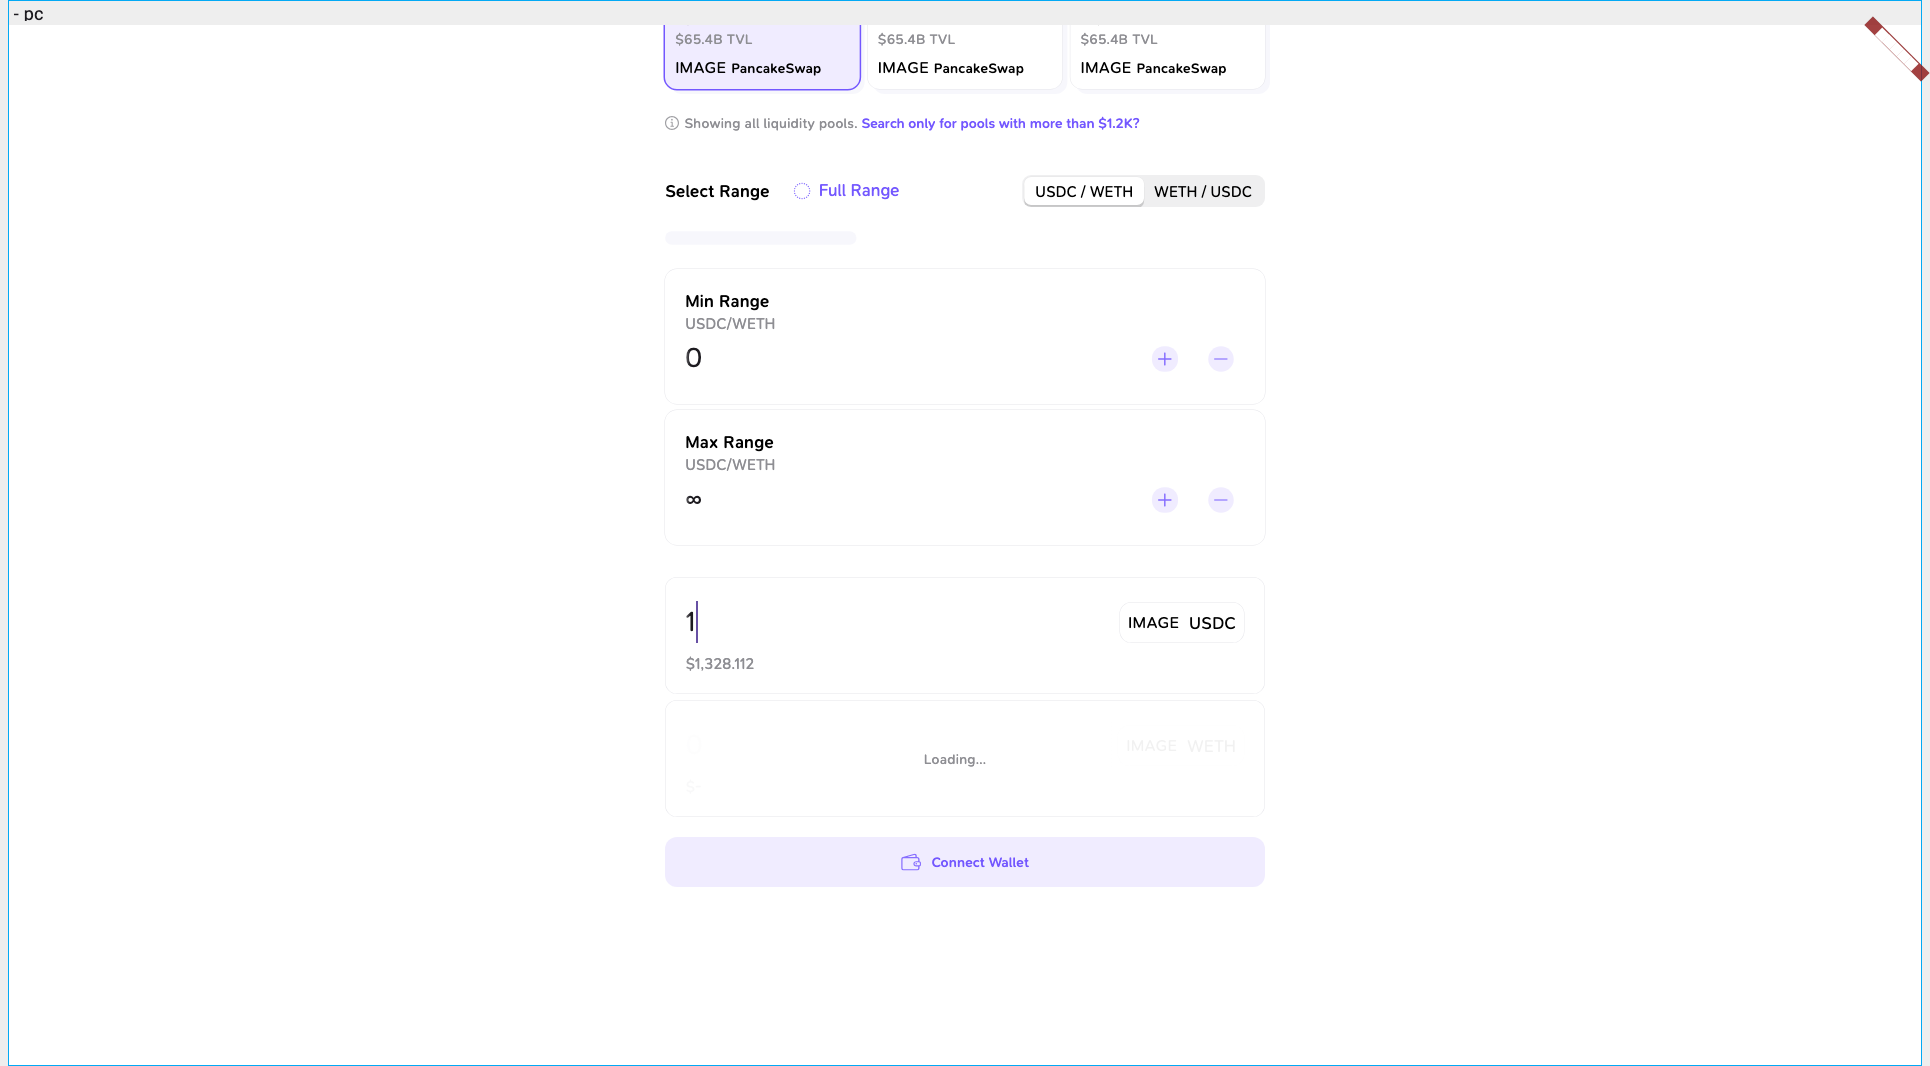 - pc
$65.4B TVL $65.4B TVL $65.4B TVL
IMAGE PancakeSwap IMAGE PancakeSwap IMAGE PancakeSwap
Showing all liquidity pools. Search only for pools with more than $1.2K?
Select Range Full Range USDC / WETH WETH / USDC
Min Range
USDC/WETH
0
Max Range
USDC/WETH
∞
1 IMAGE USDC
$1,328.112
IMAGE WETH
Loading...
Connect Wallet